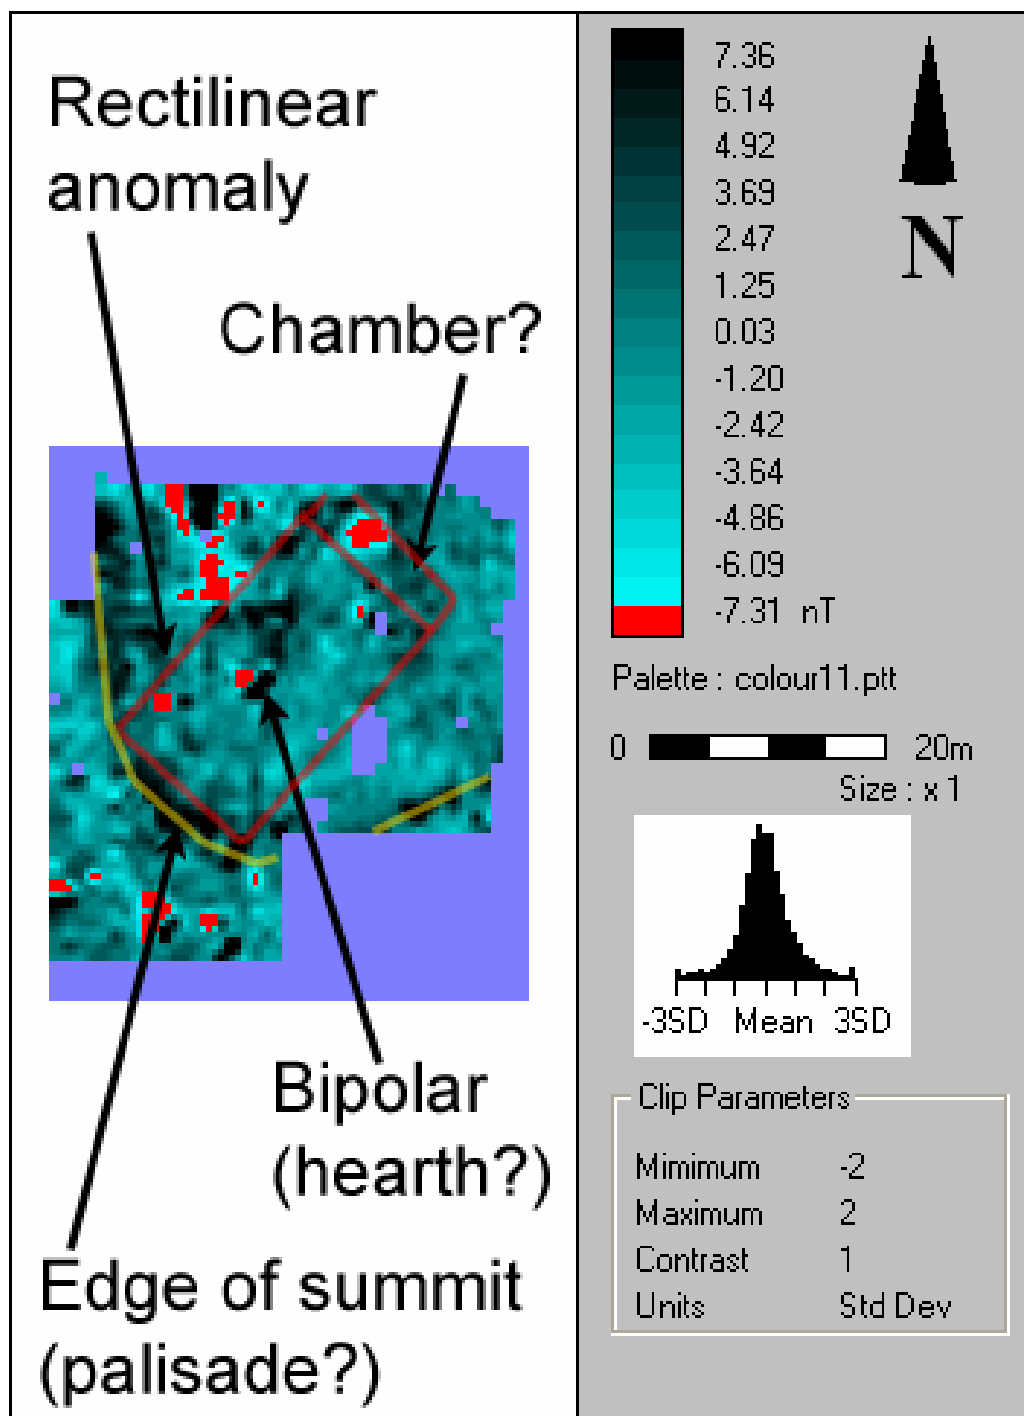 Rectilinear
anomaly
Chamber?
Bipolar
(hearth?)
Edge of summit
(palisade?)
7.36
6.14
4.92
3.69
2.47
1.25
0.03
-1.20
-2.42
-3.64
-4.86
-6.09
-7.31 nT
N
Palette : colour11.ptt
0 20m
Size : x 1
-3SD Mean 3SD
Clip Parameters
Mimimum -2
Maximum 2
Contrast 1
Units Std Dev